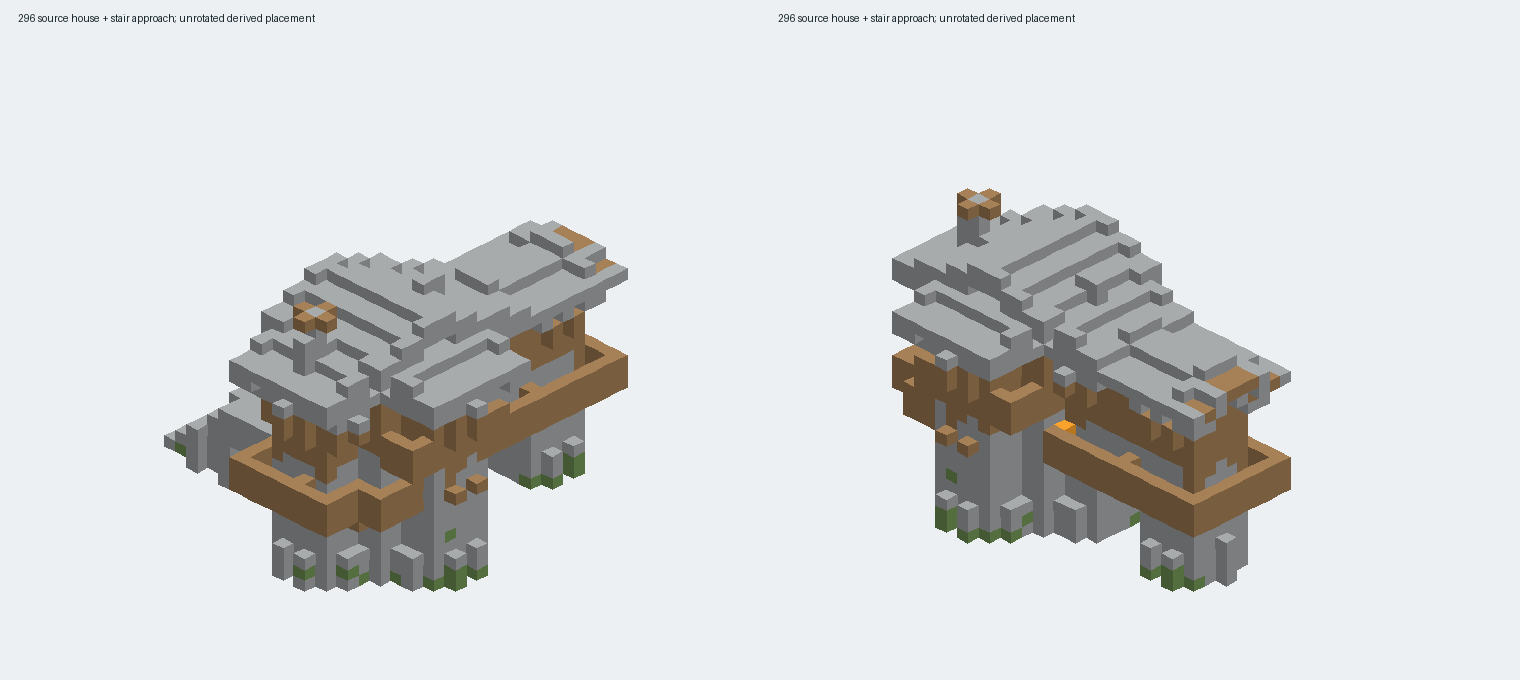 296 source house + stair approach; unrotated derived placement
296 source house + stair approach; unrotated derived placement